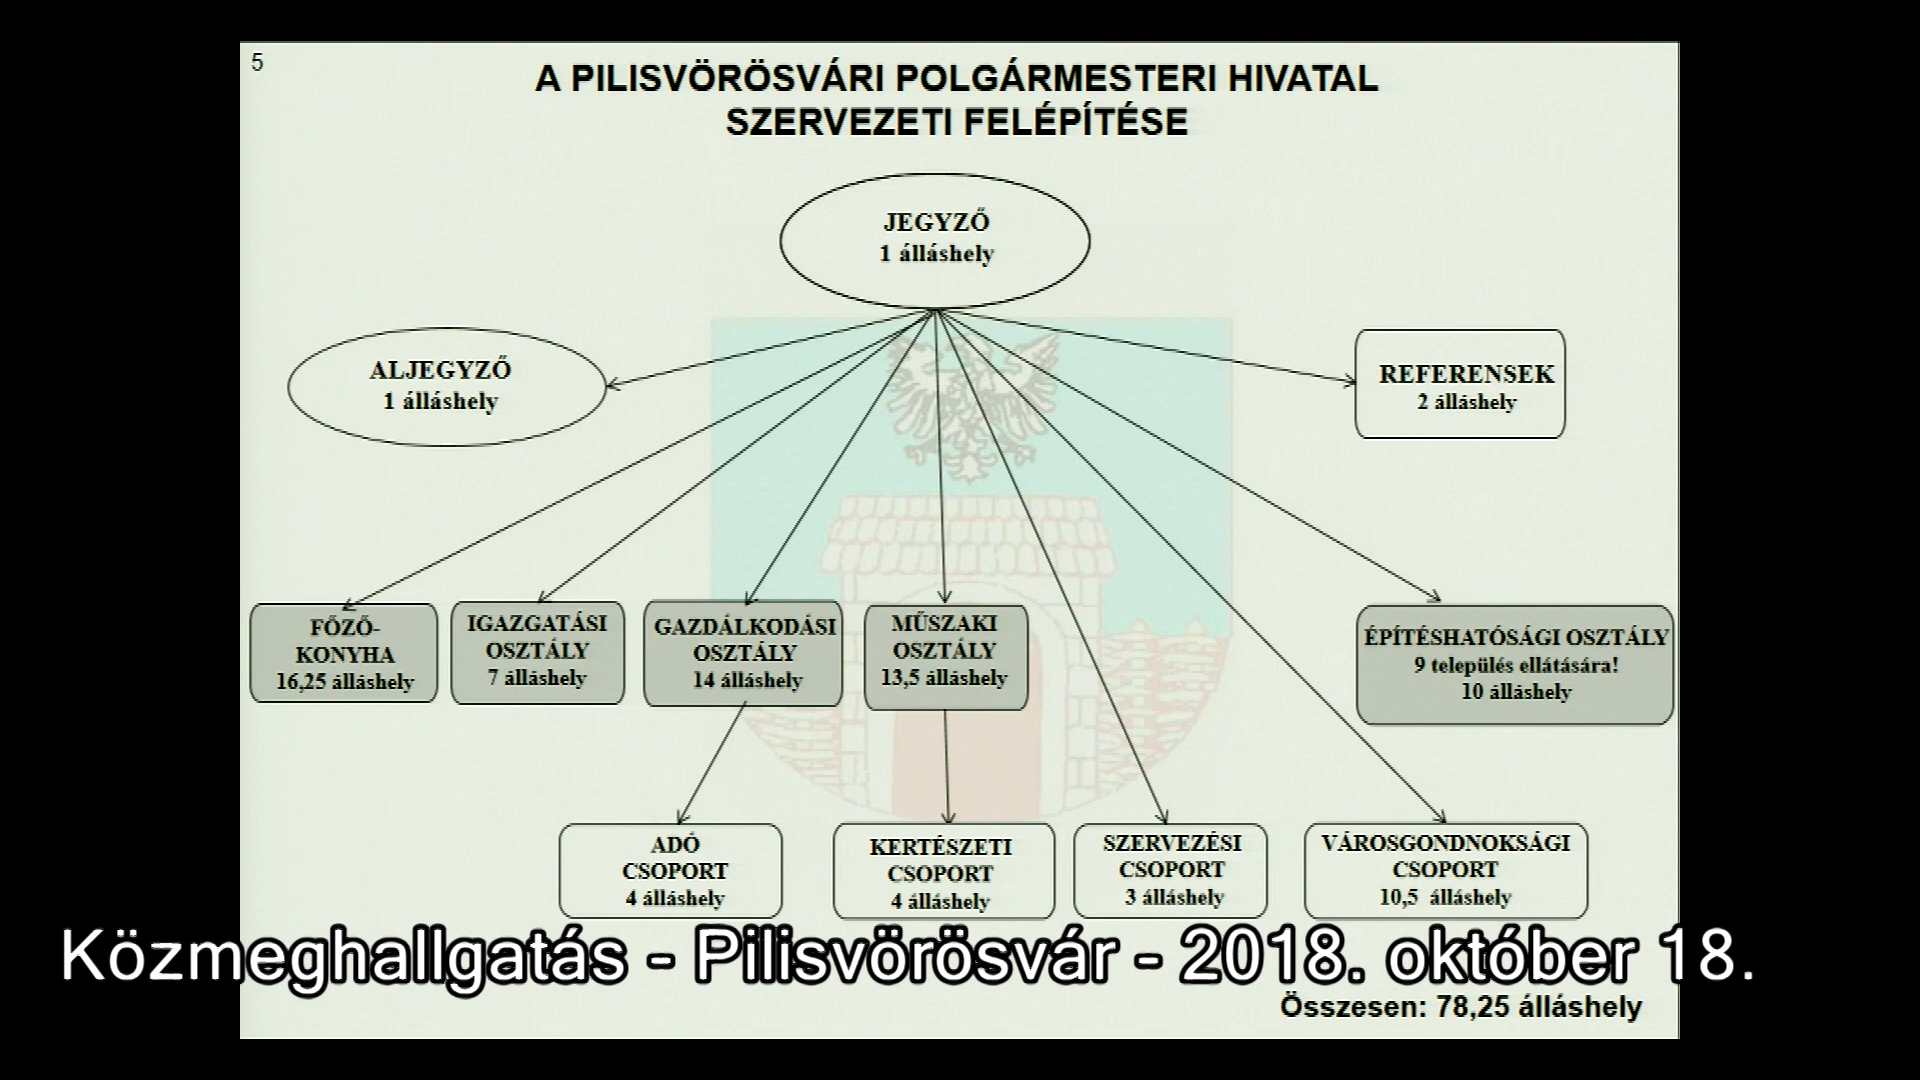 5
A PILISVÖRÖSVÁRI POLGÁRMESTERI HIVATAL
SZERVEZETI FELÉPÍTÉSE
JEGYZŐ
1 álláshely
ALJEGYZŐ
1 álláshely
REFERENSEK
2 álláshely
FŐZŐ-
KONYHA
16,25 álláshely
IGAZGATÁSI
OSZTÁLY
7 álláshely
GAZDÁLKODÁSI
OSZTÁLY
14 álláshely
MŰSZAKI
OSZTÁLY
13,5 álláshely
ÉPÍTÉSHATÓSÁGI OSZTÁLY
9 település ellátására!
10 álláshely
ADÓ
CSOPORT
4 álláshely
KERTÉSZETI
CSOPORT
4 álláshely
SZERVEZÉSI
CSOPORT
3 álláshely
VÁROSGONDNOKSÁGI
CSOPORT
10,5 álláshely
Közmeghallgatás - Pilisvörösvár - 2018. október 18.
Összesen: 78,25 álláshely